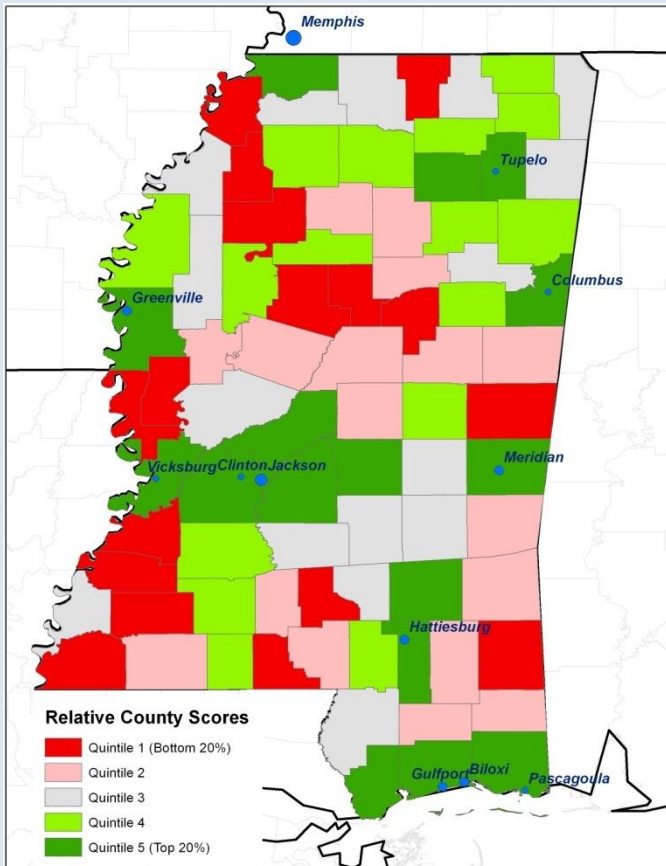 Memphis
Tupelo
Columbus
Greenville
Vicksburg
Clinton
Jackson
Meridian
Hattiesburg
Gulfport
Biloxi
Pascagoula
Relative County Scores
Quintile 1 (Bottom 20%)
Quintile 2
Quintile 3
Quintile 4
Quintile 5 (Top 20%)